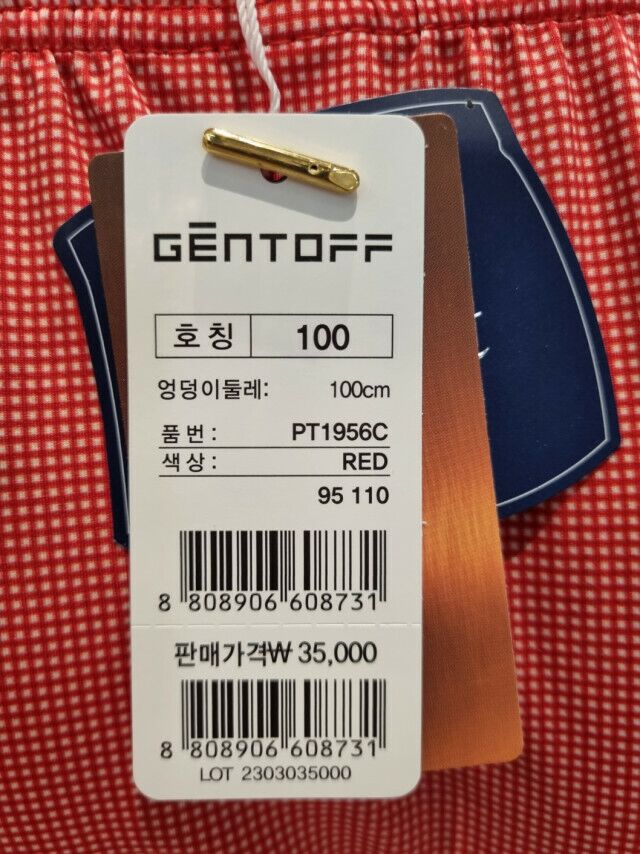 GĒNTOFF
호칭 100
엉덩이둘레: 100cm
품번: PT1956C
색상: RED
95 110
8 808906 608731
판매가격₩ 35,000
8 808906 608731
LOT 2303035000